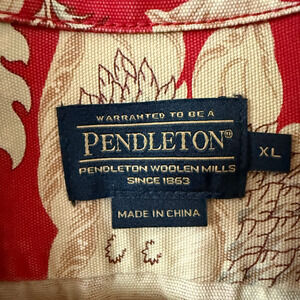 WARRANTED TO BE A
PENDLETON®
XL
PENDLETON WOOLEN MILLS
SINCE 1863
MADE IN CHINA